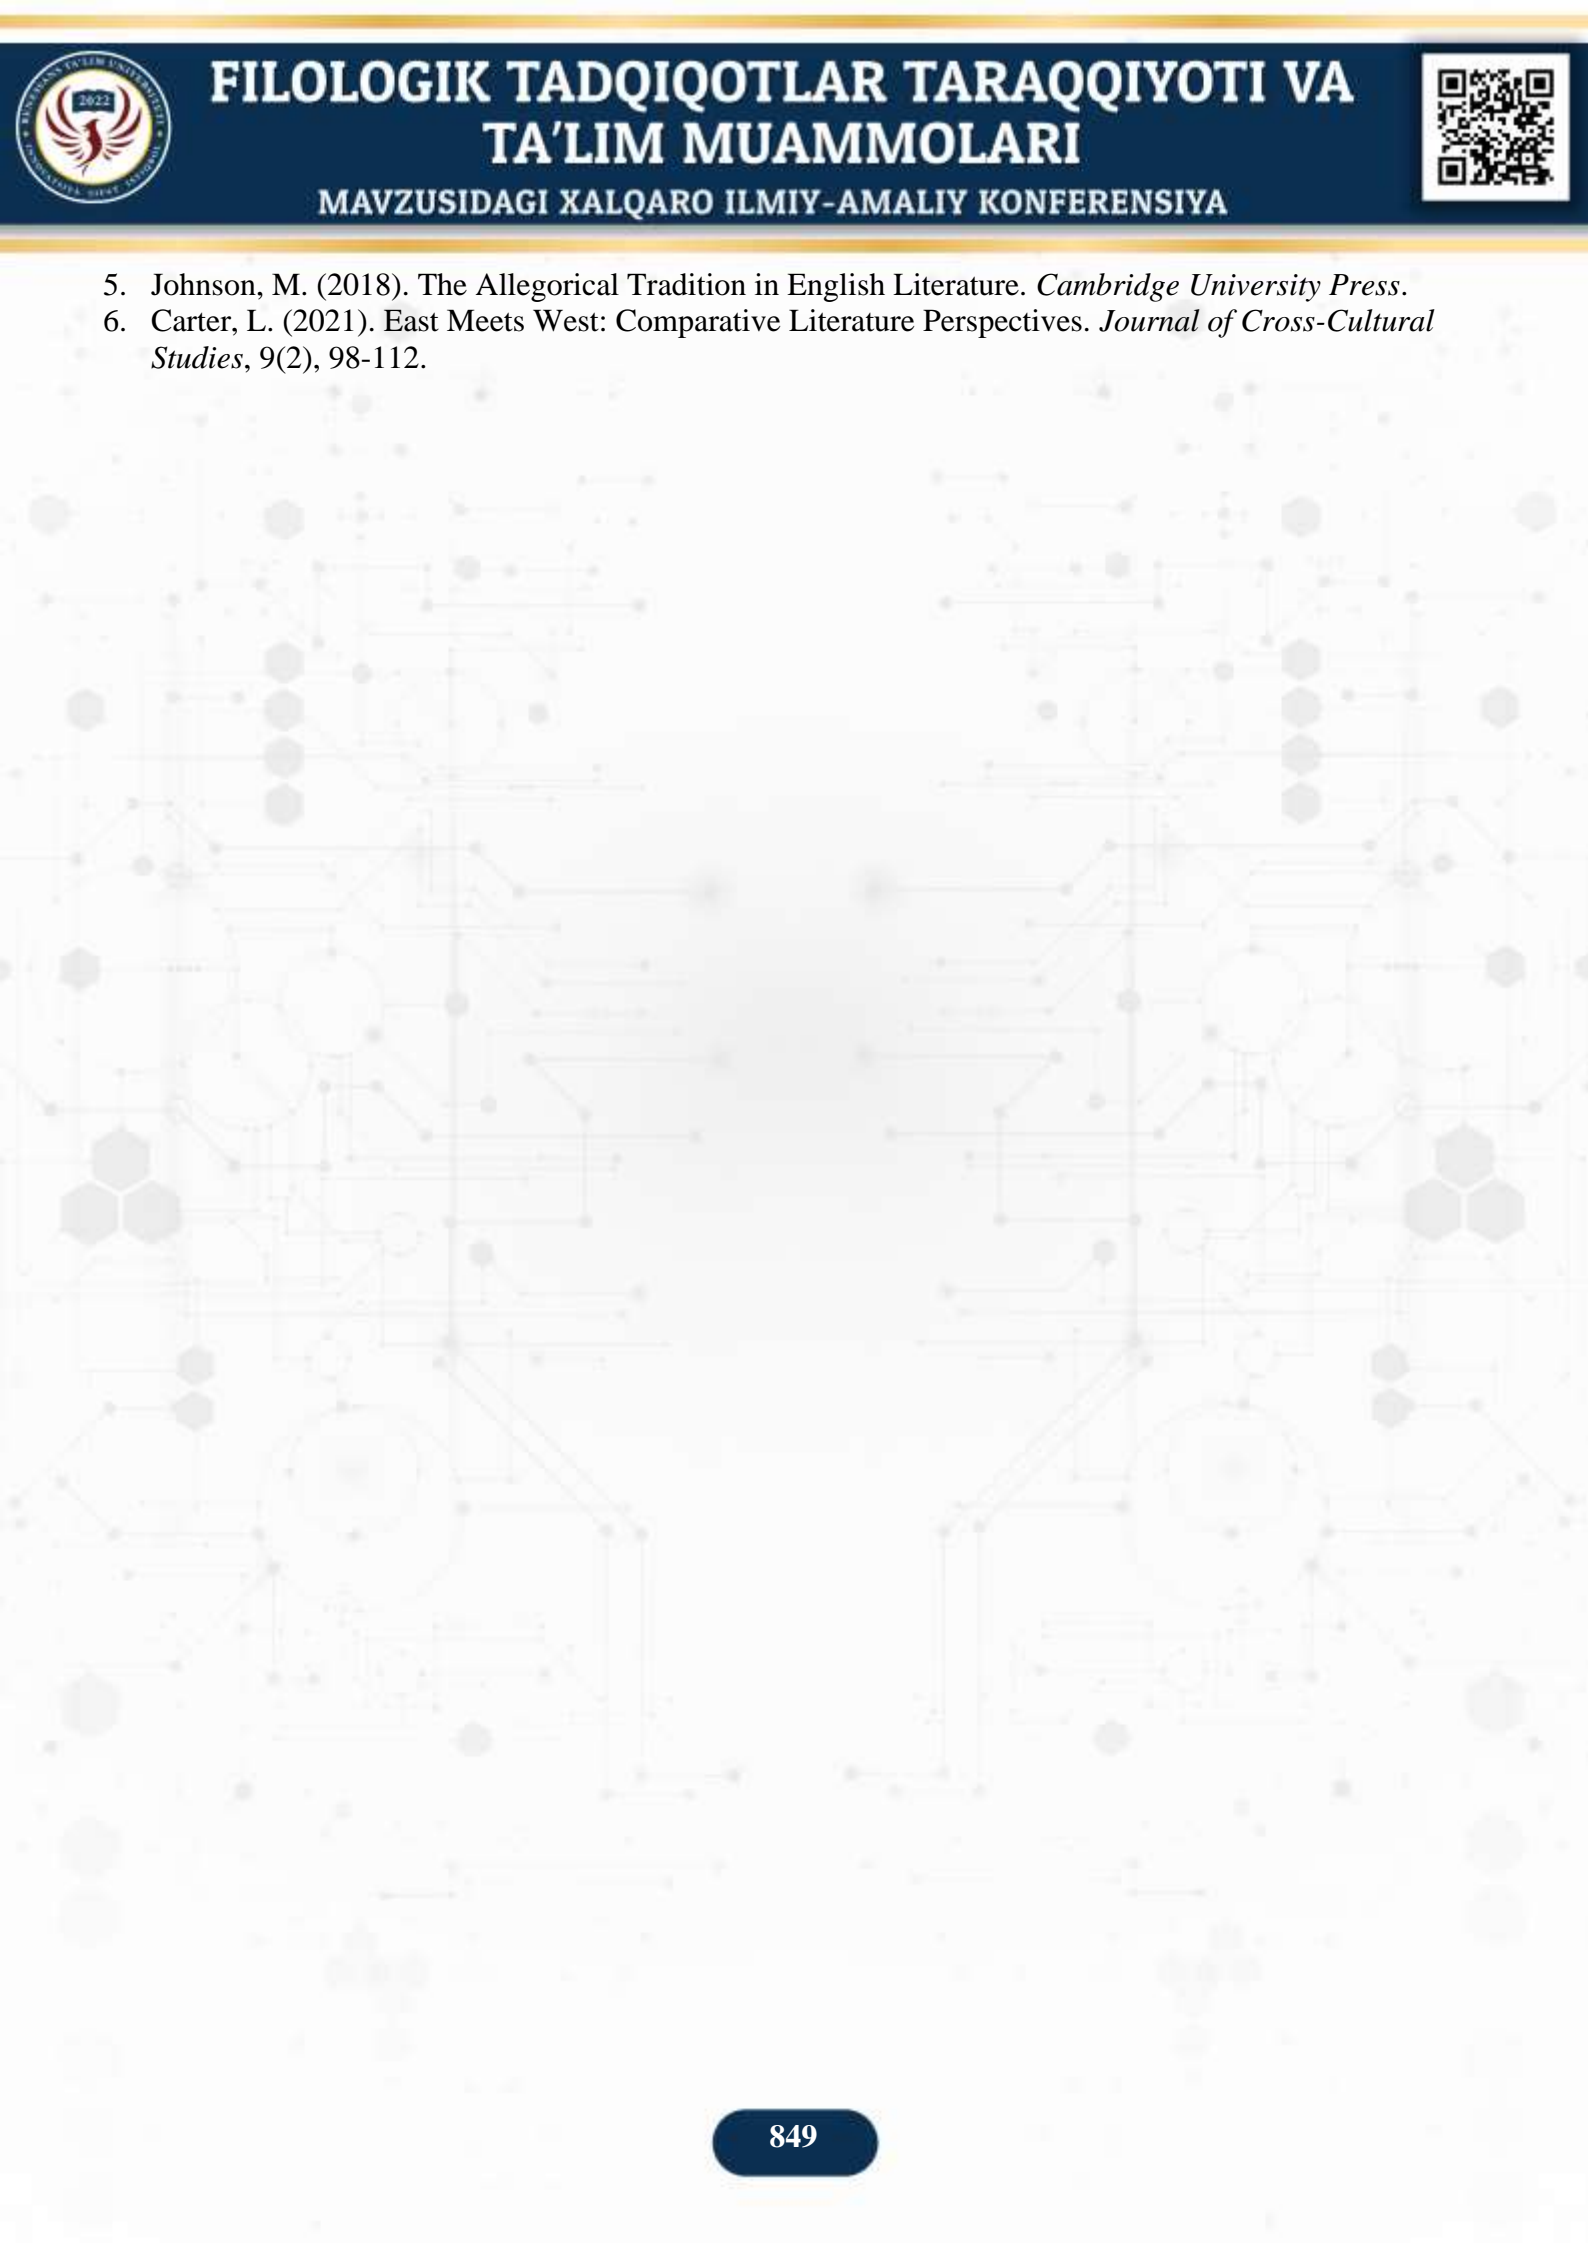 FILOLOGIK TADQIQOTLAR TARAQQIYOTI VA
TA’LIM MUAMMOLARI
MAVZUSIDAGI XALQARO ILMIY-AMALIY KONFERENSIYA
2022
5. Johnson, M. (2018). The Allegorical Tradition in English Literature. Cambridge University Press.
6. Carter, L. (2021). East Meets West: Comparative Literature Perspectives. Journal of Cross-Cultural
Studies, 9(2), 98-112.
849